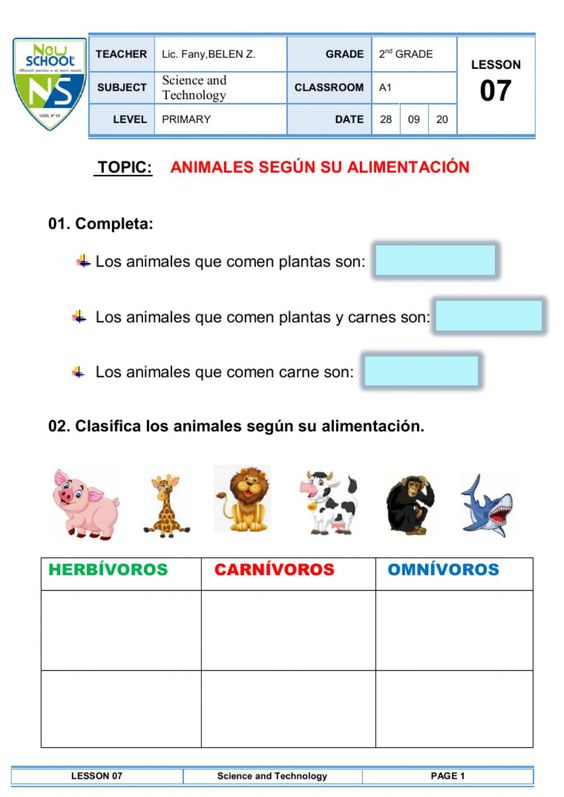 New
SCHOOL
NS
TEACHER Lic. Fany,BELEN Z. GRADE 2nd GRADE LESSON
SUBJECT Science and Technology CLASSROOM A1 07
LEVEL PRIMARY DATE 28 09 20
TOPIC: ANIMALES SEGÚN SU ALIMENTACIÓN
01. Completa:
Los animales que comen plantas son:
Los animales que comen plantas y carnes son:
Los animales que comen carne son:
02. Clasifica los animales según su alimentación.
HERBÍVOROS CARNÍVOROS OMNÍVOROS
LESSON 07 Science and Technology PAGE 1